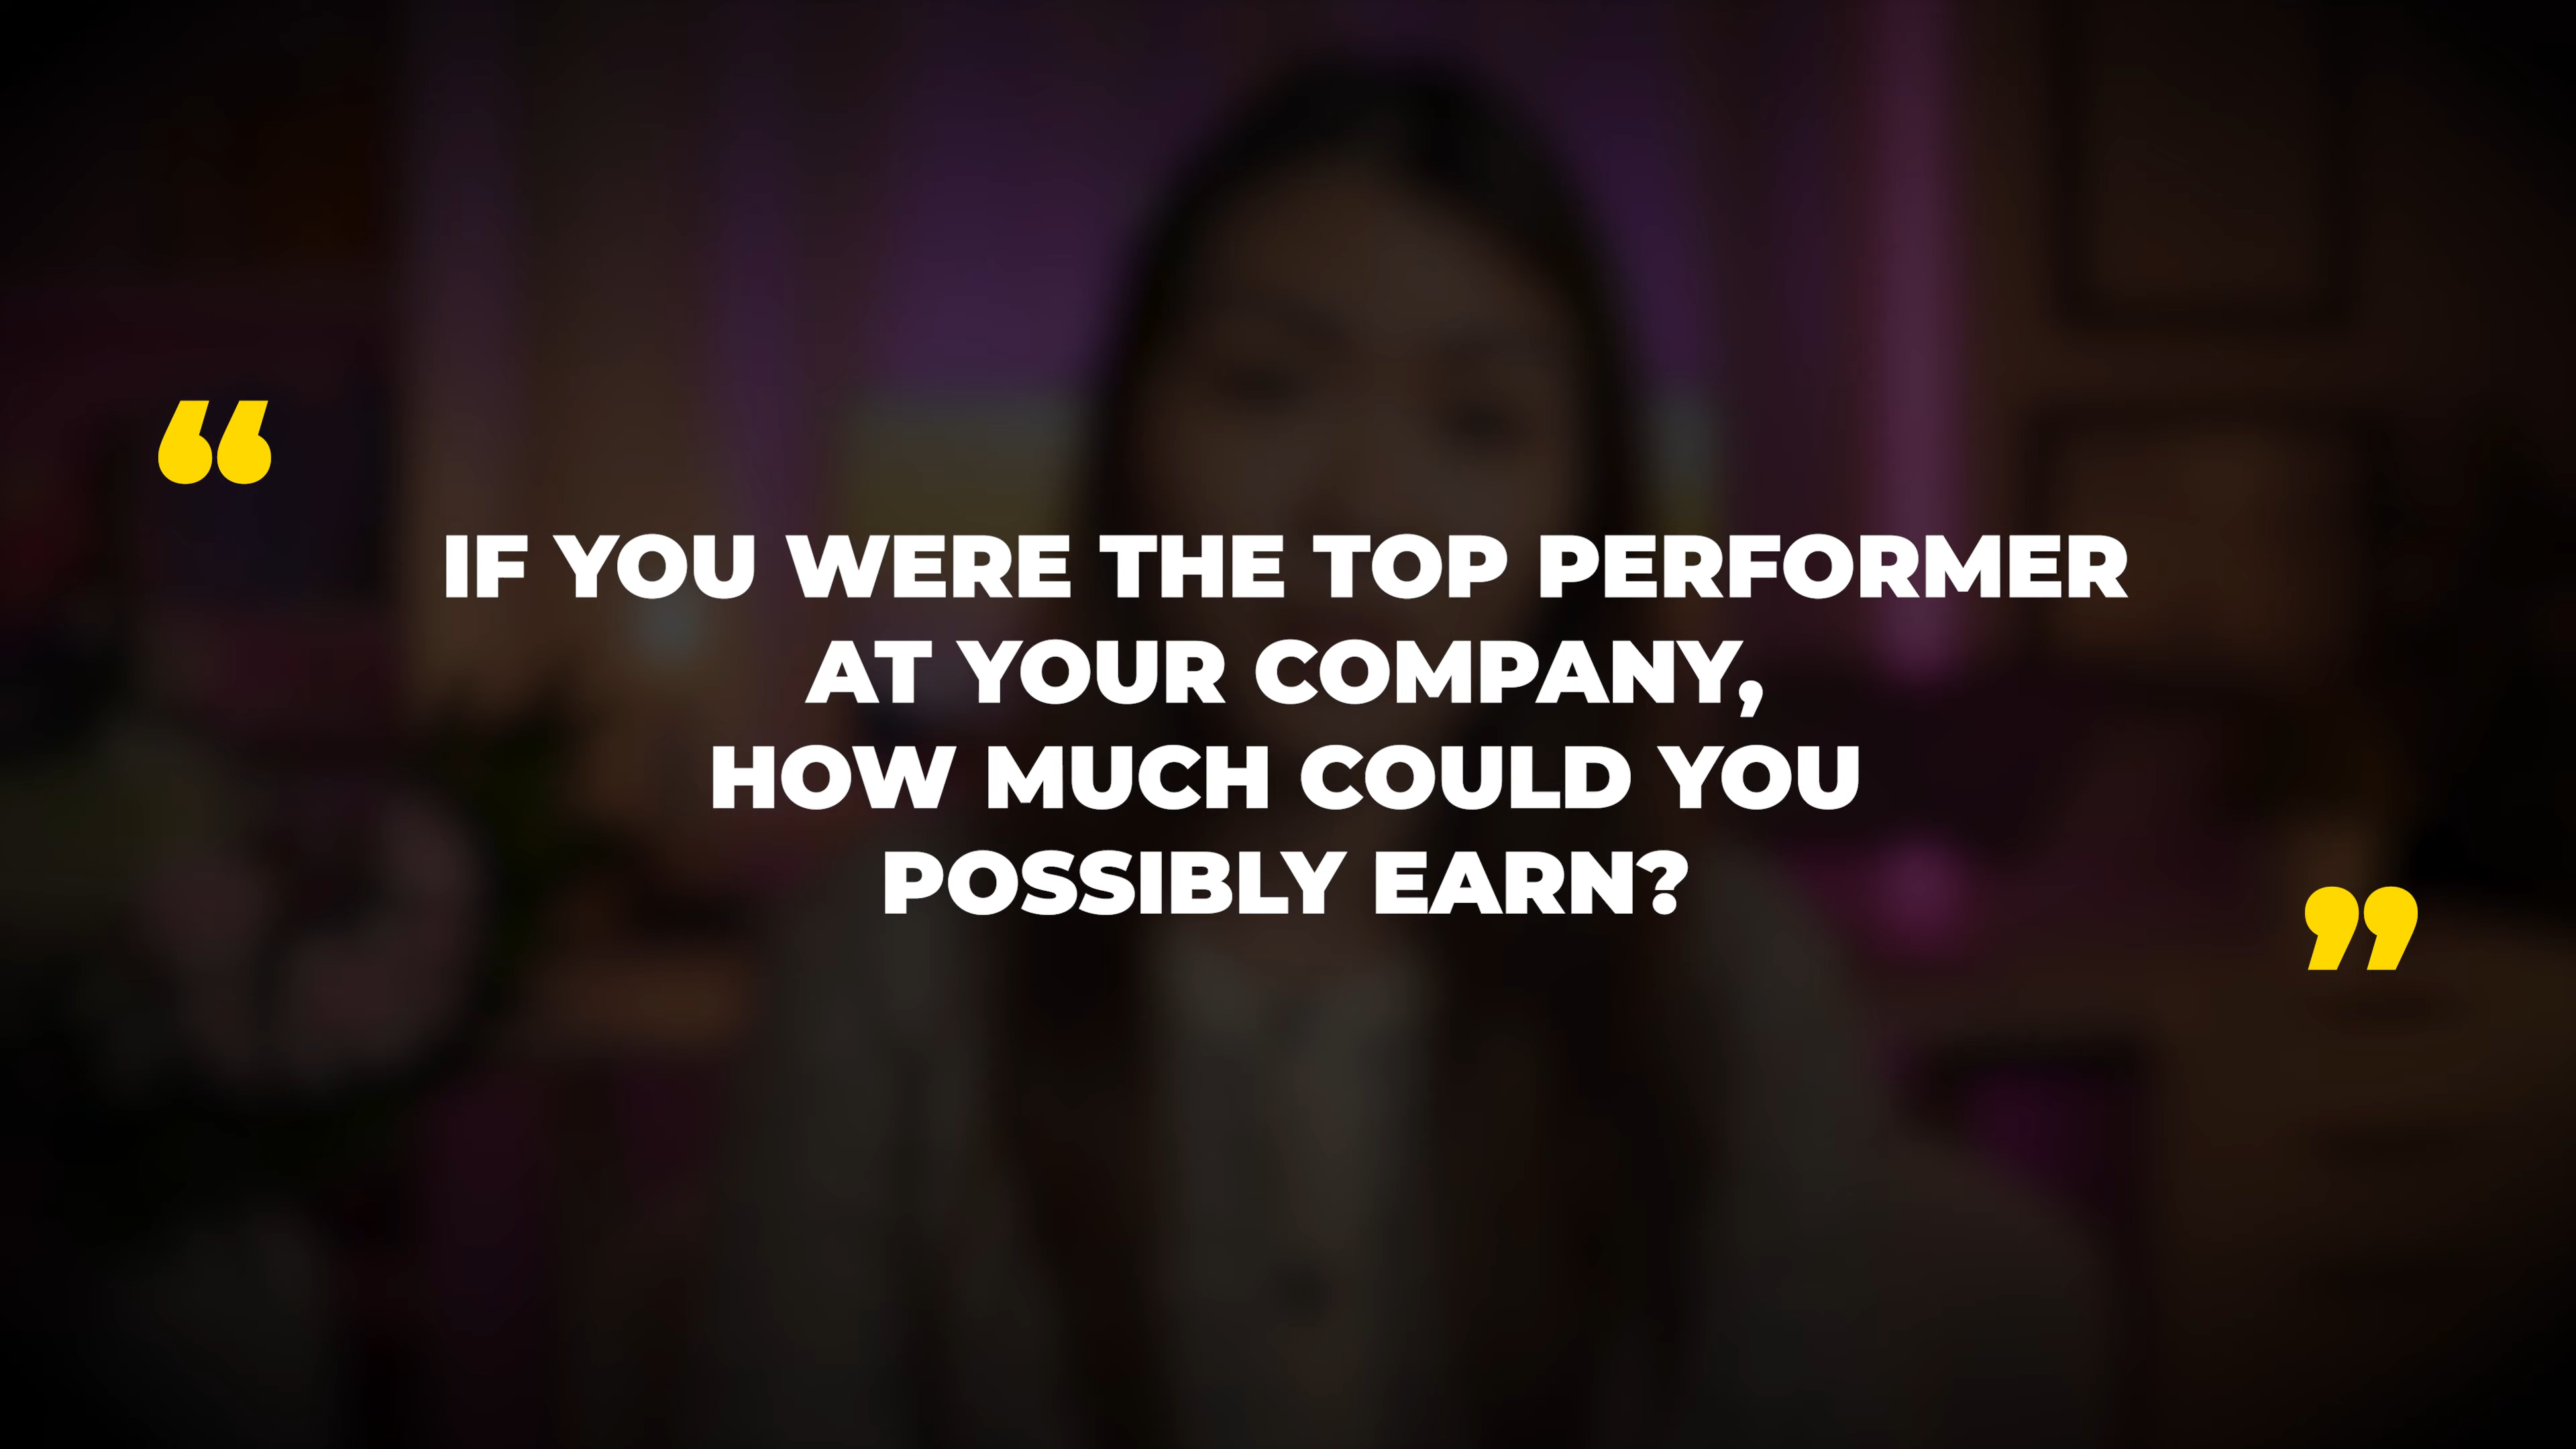 “
IF YOU WERE THE TOP PERFORMER
AT YOUR COMPANY,
HOW MUCH COULD YOU
POSSIBLY EARN?
”